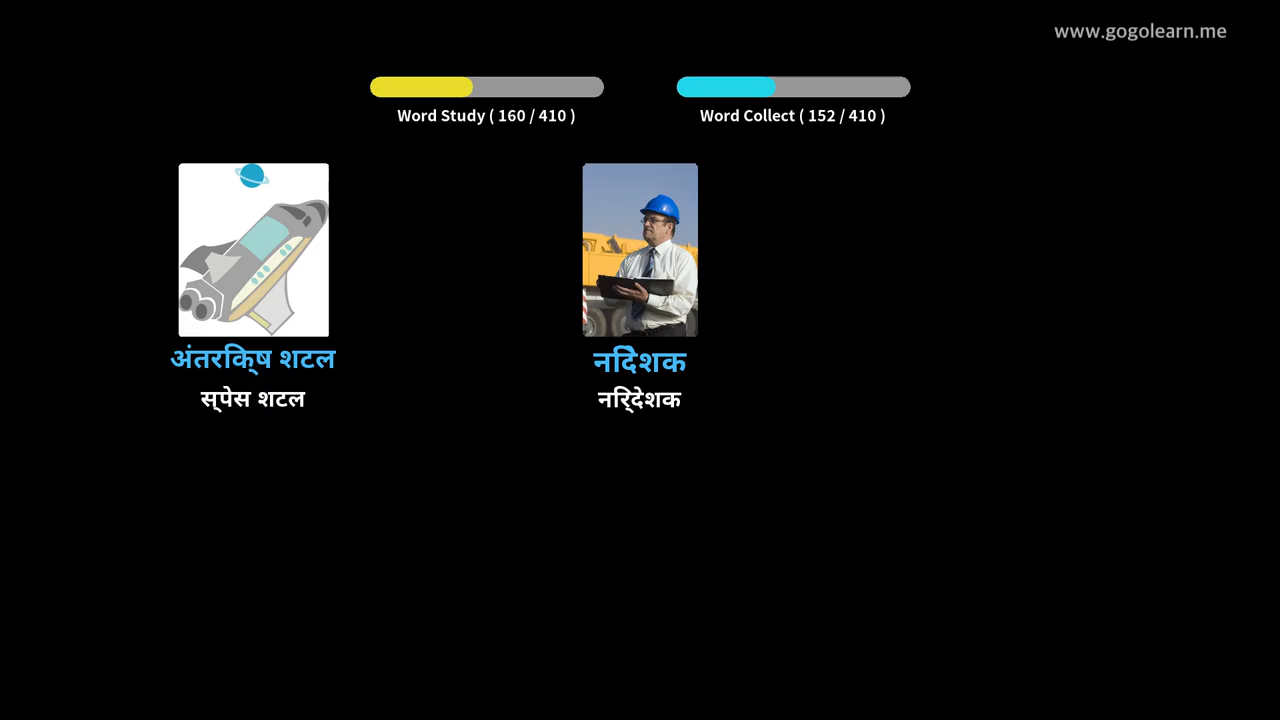 www.gogolearn.me
Word Study ( 160 / 410 )
Word Collect ( 152 / 410 )
अंतरिक्ष शटल
निदेशक
स्पेस शटल
निर्देशक